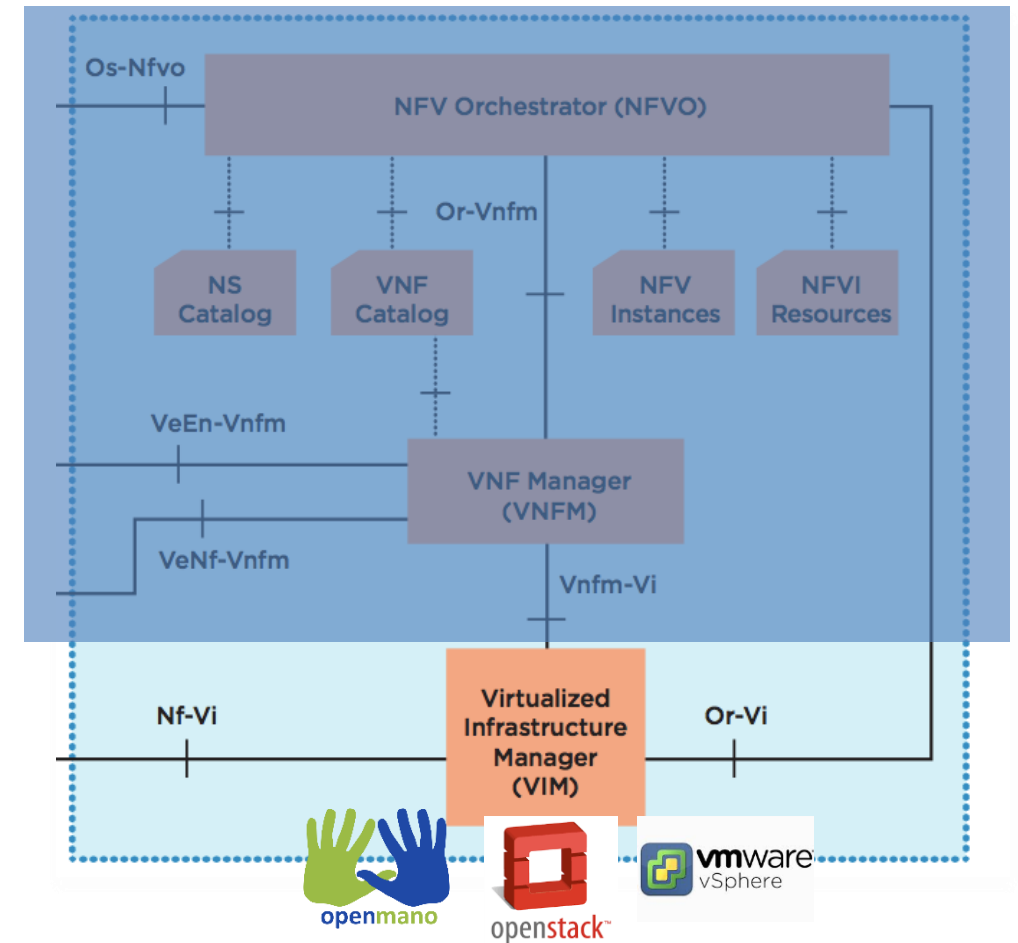 Os-Nfvo
NFV Orchestrator (NFVO)
Or-Vnfm
NS
Catalog
VNF
Catalog
NFV
Instances
NFVI
Resources
VeEn-Vnfm
VNF Manager
(VNFM)
VeNf-Vnfm
Vnfm-Vi
Virtualized
Infrastructure
Manager
(VIM)
Nf-Vi
Or-Vi
openmano
openstack™
vmware
vSphere